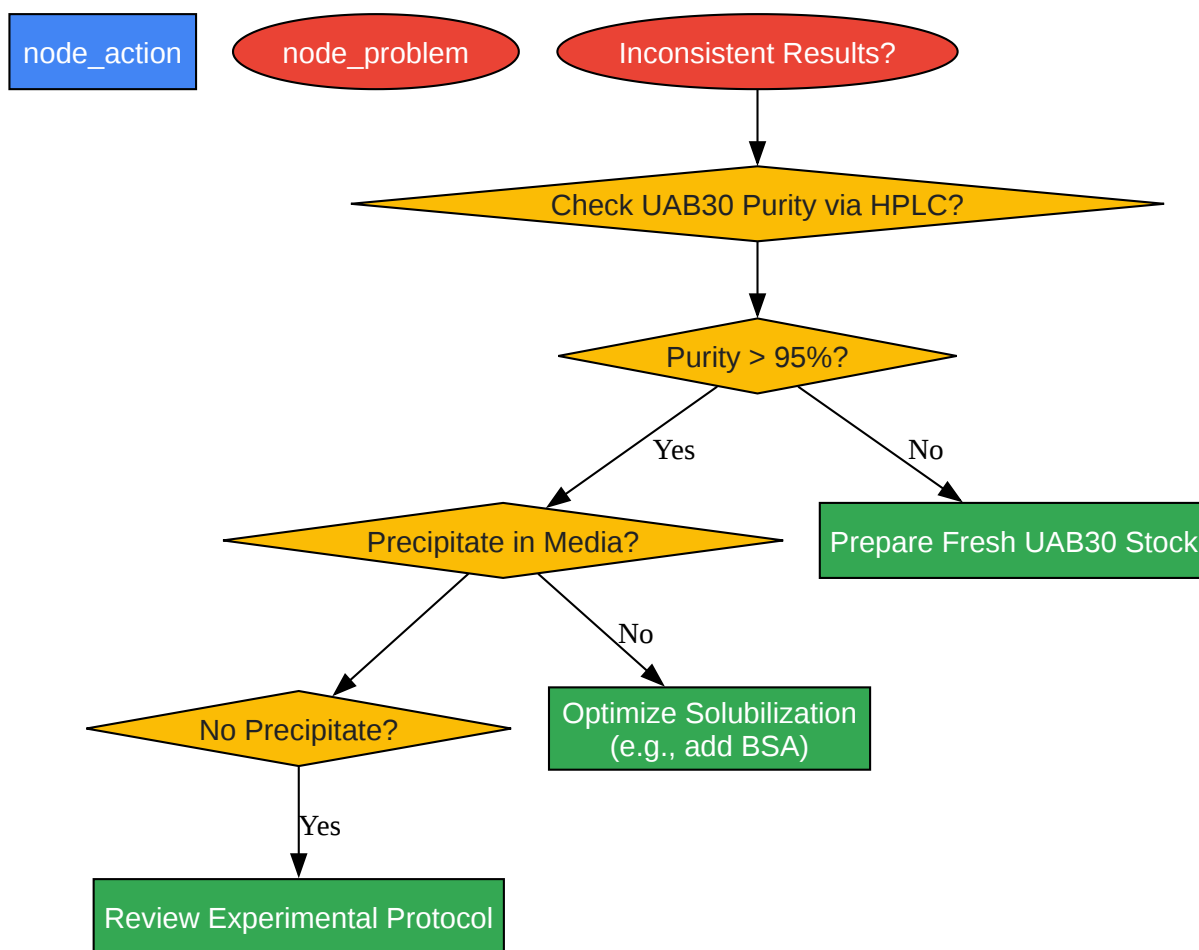 node_action
node_problem
Inconsistent Results?
Check UAB30 Purity via HPLC?
Purity > 95%?
Yes
No
Precipitate in Media?
Prepare Fresh UAB30 Stock
No
No Precipitate?
Optimize Solubilization
(e.g., add BSA)
Yes
Review Experimental Protocol